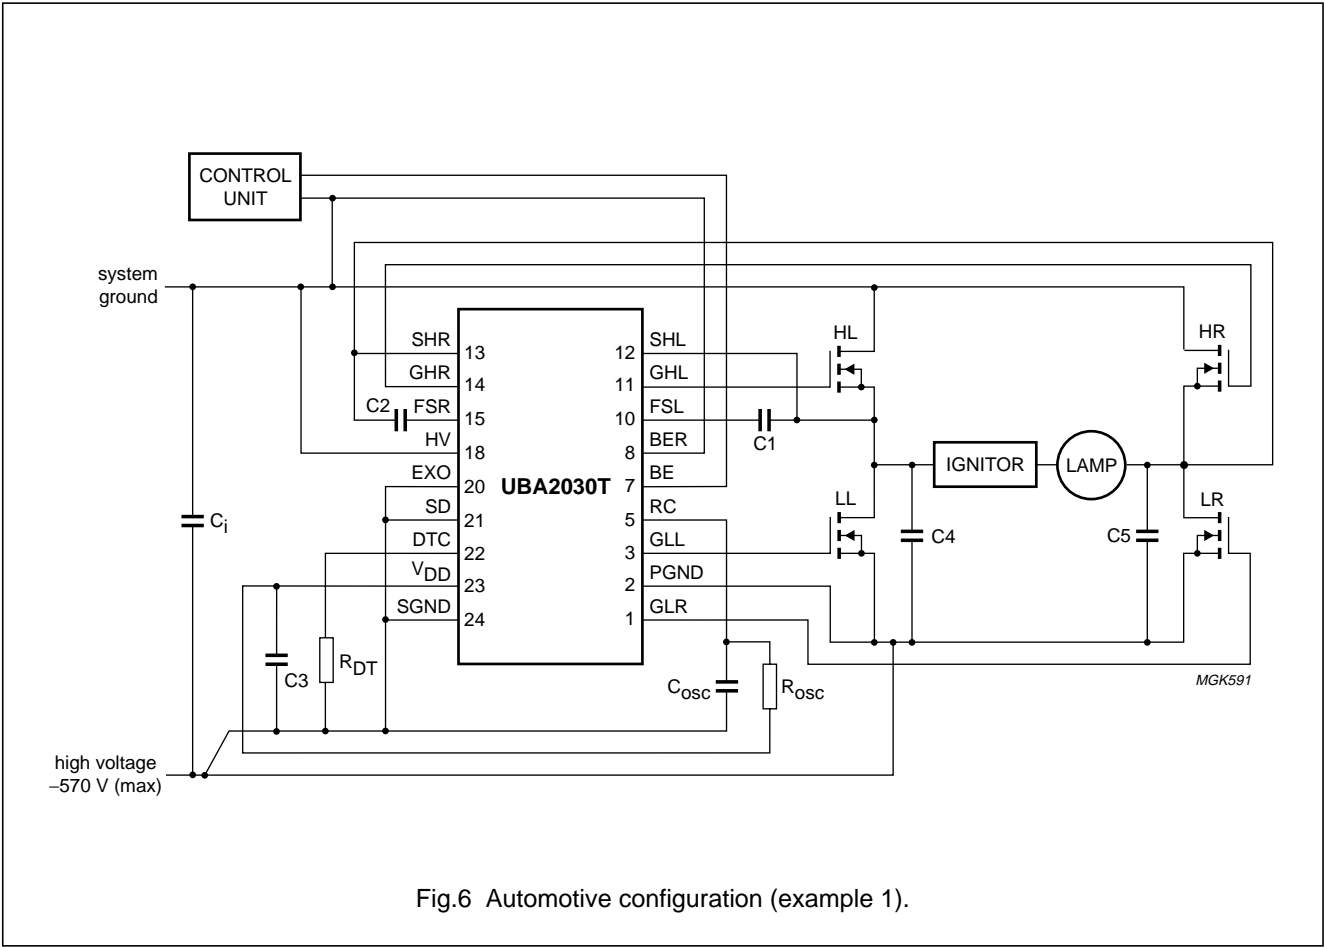 CONTROL
UNIT
system
ground
SHR
13
GHR
14
C2
FSR
15
HV
18
EXO
20
SD
21
DTC
22
VDD
23
SGND
24
UBA2030T
12
SHL
11
GHL
10
FSL
8
BER
7
BE
5
RC
3
GLL
2
PGND
1
GLR
C1
HL
HR
IGNITOR
LAMP
LL
LR
C4
C5
Ci
C3
RDT
Cosc
Rosc
MGK591
high voltage
−570 V (max)
Fig.6 Automotive configuration (example 1).